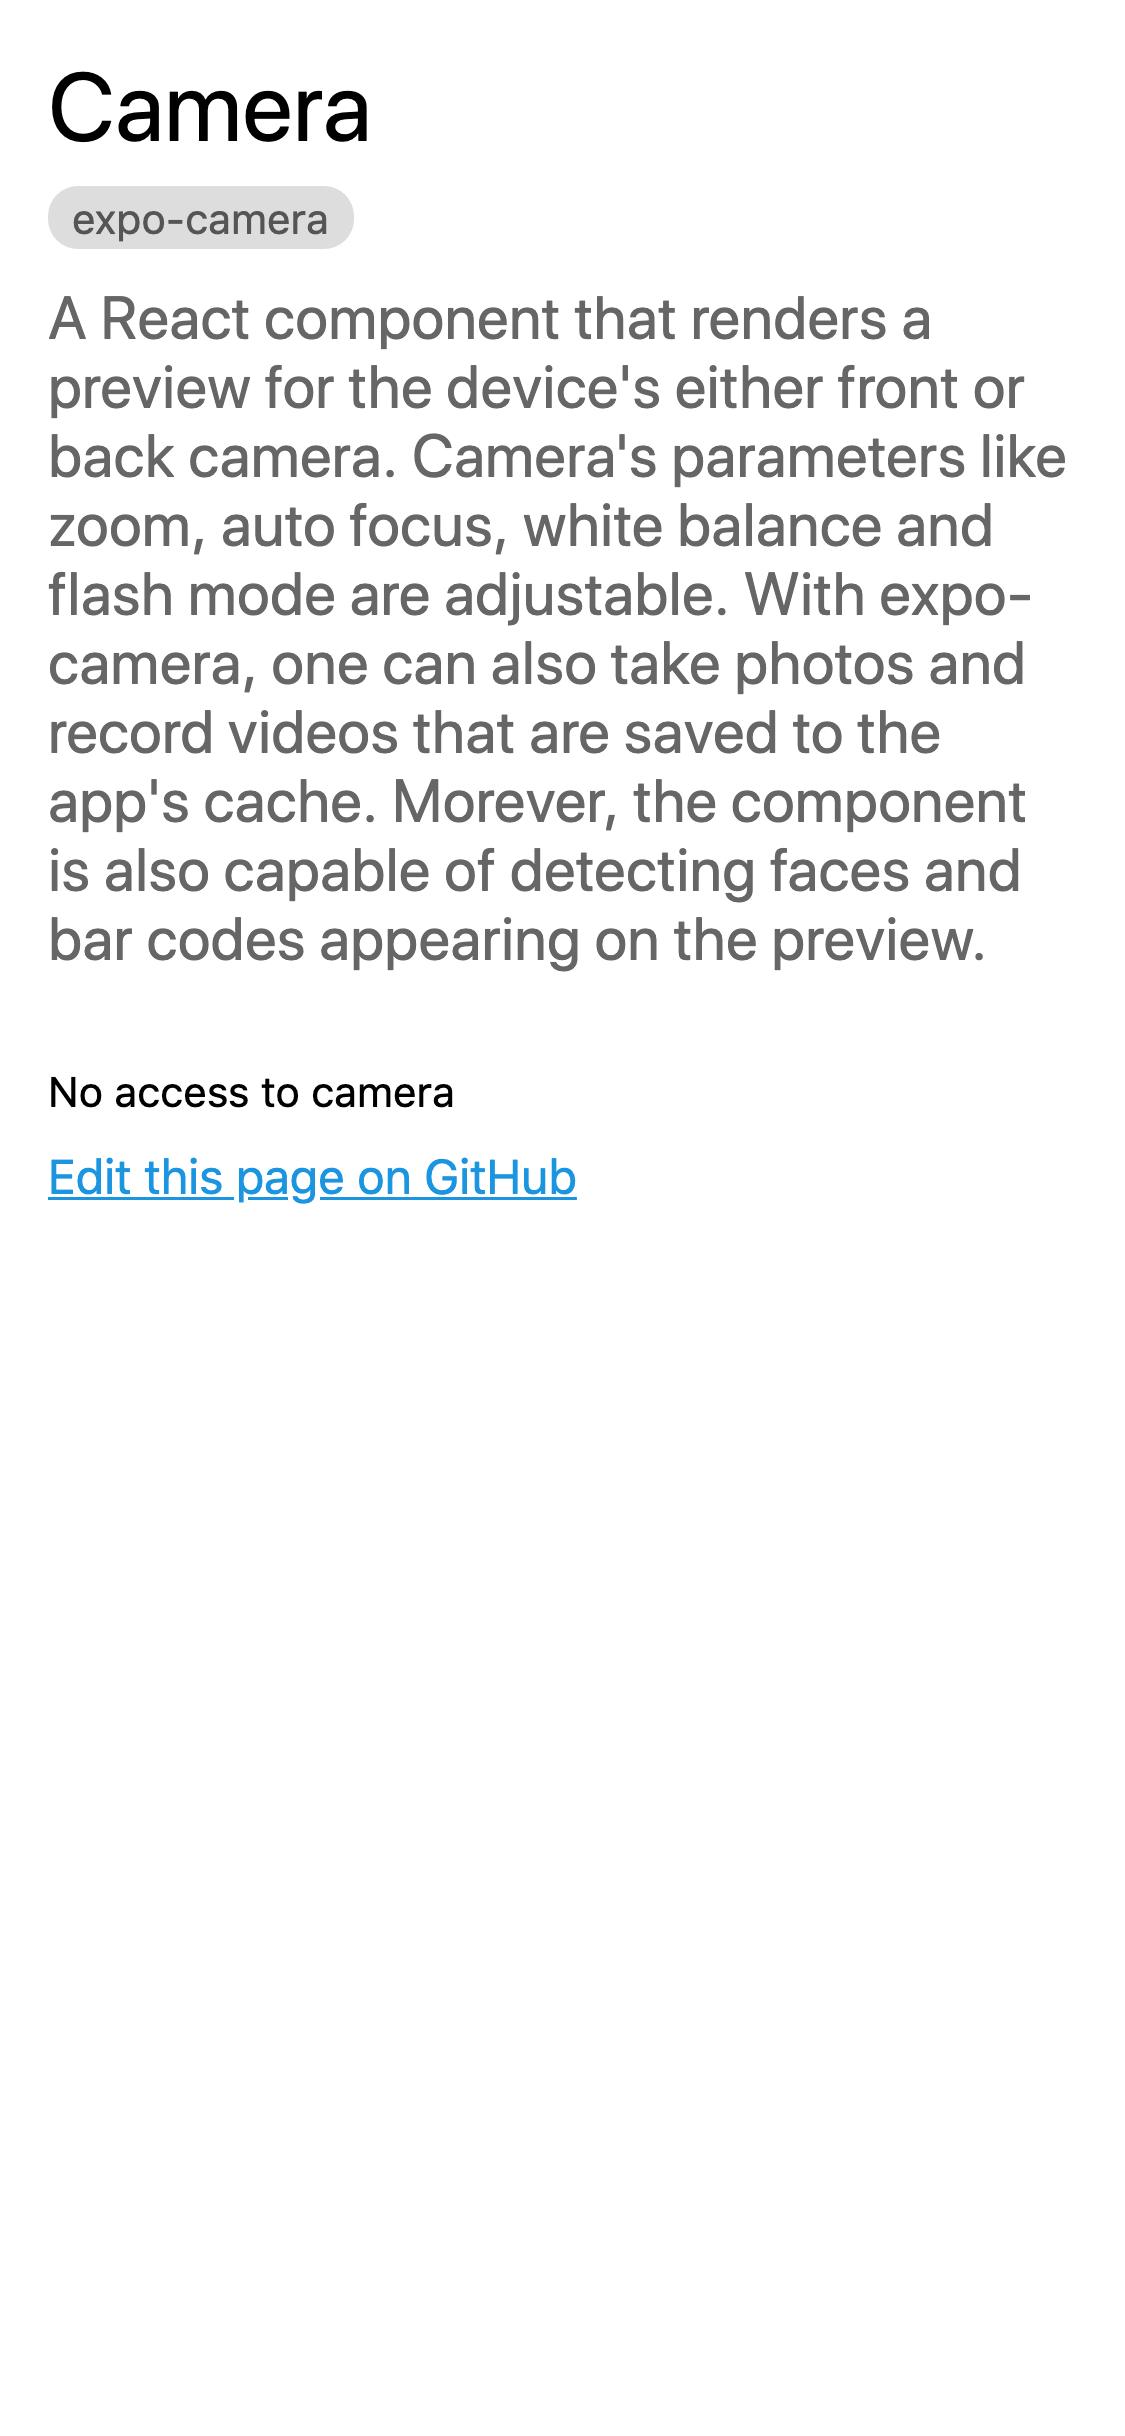 Camera
expo-camera
A React component that renders a
preview for the device's either front or
back camera. Camera's parameters like
zoom, auto focus, white balance and
flash mode are adjustable. With expo-
camera, one can also take photos and
record videos that are saved to the
app's cache. Morever, the component
is also capable of detecting faces and
bar codes appearing on the preview.
No access to camera
Edit this page on GitHub